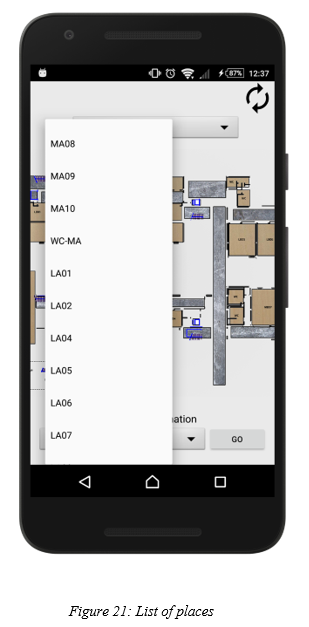 87%
12:37
MA08
MA09
MA10
WC-MA
LA01
LA02
LA04
LA05
LA06
LA07
nation
GO
Figure 21: List of places